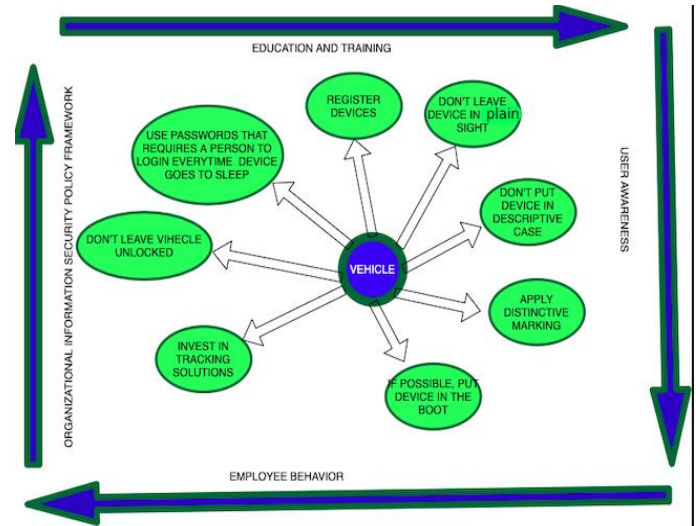 EDUCATION AND TRAINING
ORGANIZATIONAL INFORMATION SECURITY POLICY FRAMEWORK
USER AWARENESS
REGISTER
DEVICES
DON'T LEAVE
DEVICE IN plain
SIGHT
USE PASSWORDS THAT
REQUIRES A PERSON TO
LOGIN EVERYTIME DEVICE
GOES TO SLEEP
DON'T PUT
DEVICE IN
DESCRIPTIVE
CASE
DON'T LEAVE VIHECLE
UNLOCKED
VEHICLE
APPLY
DISTINCTIVE
MARKING
INVEST IN
TRACKING
SOLUTIONS
IF POSSIBLE, PUT
DEVICE IN THE
BOOT
EMPLOYEE BEHAVIOR